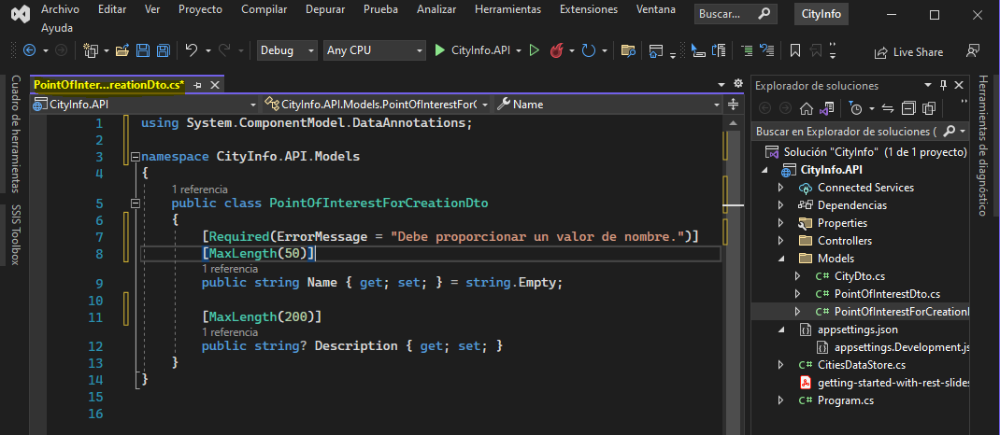 Archivo Editar Ver Proyecto Compilar Depurar Prueba Analizar Herramientas Extensiones Ventana Buscar... CityInfo
Ayuda
Debug Any CPU CityInfo.API Live Share
Cuadro de herramientas
SSIS Toolbox
PointOfInter...reationDto.cs*
CityInfo.API CityInfo.API.Models.PointOfInterestFor( Name
1 using System.ComponentModel.DataAnnotations;
2
3 namespace CityInfo.API.Models
4 {
1 referencia
5 public class PointOfInterestForCreationDto
6 {
7 [Required(ErrorMessage = "Debe proporcionar un valor de nombre.")]
8 [MaxLength(50)]
1 referencia
9 public string Name { get; set; } = string.Empty;
10
11 [MaxLength(200)]
1 referencia
12 public string? Description { get; set; }
13 }
14 }
15
16
Explorador de soluciones
Buscar en Explorador de soluciones (
Solución "CityInfo" (1 de 1 proyecto)
CityInfo.API
Connected Services
Dependencias
Properties
Controllers
Models
C# CityDto.cs
C# PointOfInterestDto.cs
C# PointOfInterestForCreationI
appsettings.json
appsettings.Development.js
C# CitiesDataStore.cs
getting-started-with-rest-slides
C# Program.cs
Herramientas de diagnóstico